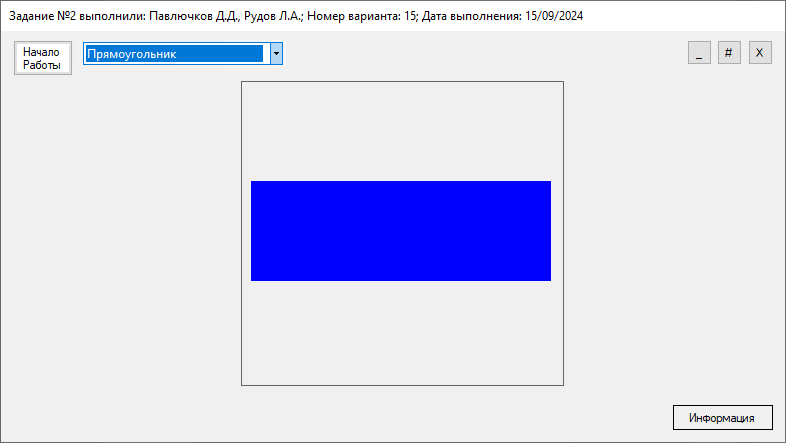 Задание №2 выполнили: Павлючков Д.Д., Рудов Л.А.; Номер варианта: 15; Дата выполнения: 15/09/2024
Начало
Работы
Прямоугольник
_ # X
Информация